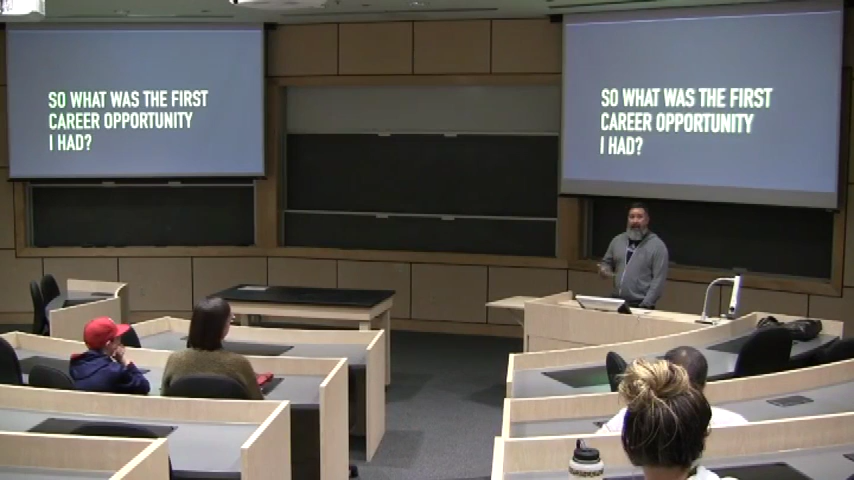 SO WHAT WAS THE FIRST
CAREER OPPORTUNITY
I HAD?
SO WHAT WAS THE FIRST
CAREER OPPORTUNITY
I HAD?